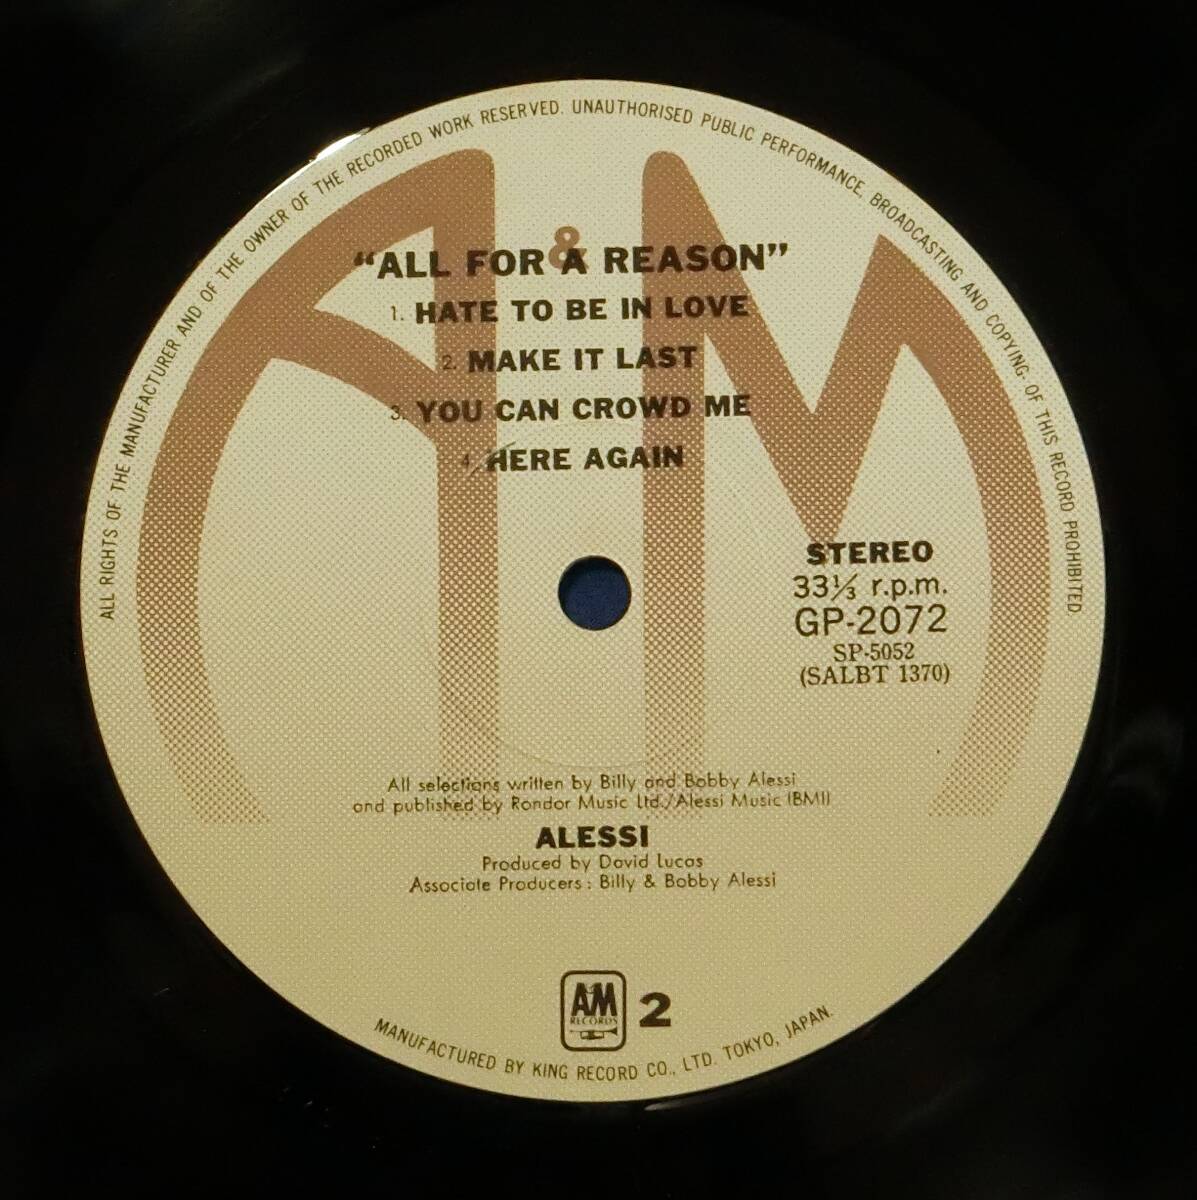 ALL RIGHTS OF THE MANUFACTURER AND OF THE OWNER OF THE RECORDED WORK RESERVED. UNAUTHORISED PUBLIC PERFORMANCE, BROADCASTING AND COPYING OF THIS RECORD PROHIBITED.
&
"ALL FOR A REASON"
1. HATE TO BE IN LOVE
2. MAKE IT LAST
3. YOU CAN CROWD ME
4. HERE AGAIN
STEREO
33⅓ r.p.m.
GP-2072
SP-5052
(SALBT 1370)
All selections written by Billy and Bobby Alessi
and published by Rondor Music Ltd./Alessi Music (BMI)
ALESSI
Produced by David Lucas
Associate Producers: Billy & Bobby Alessi
A&M
RECORDS
2
MANUFACTURED BY KING RECORD CO., LTD. TOKYO, JAPAN.